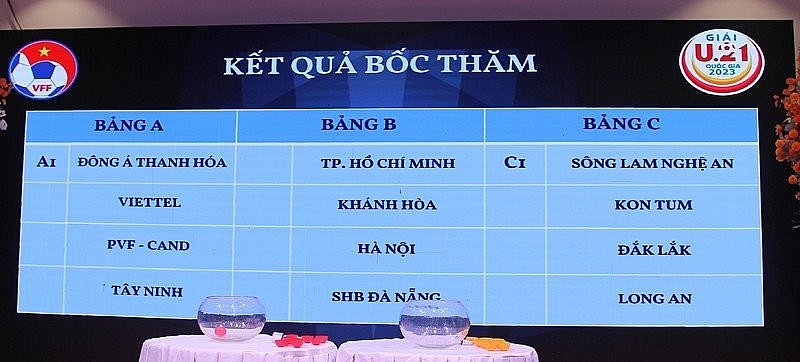 VFF
KẾT QUẢ BỐC THĂM
GIẢI
U.21
QUỐC GIA
2023
BẢNG A BẢNG B BẢNG C
A1 ĐÔNG Á THANH HÓA TP. HỒ CHÍ MINH C1 SÔNG LAM NGHỆ AN
VIETTEL KHÁNH HÒA KON TUM
PVF - CAND HÀ NỘI ĐẮK LẮK
TÂY NINH SHB ĐÀ NẴNG LONG AN